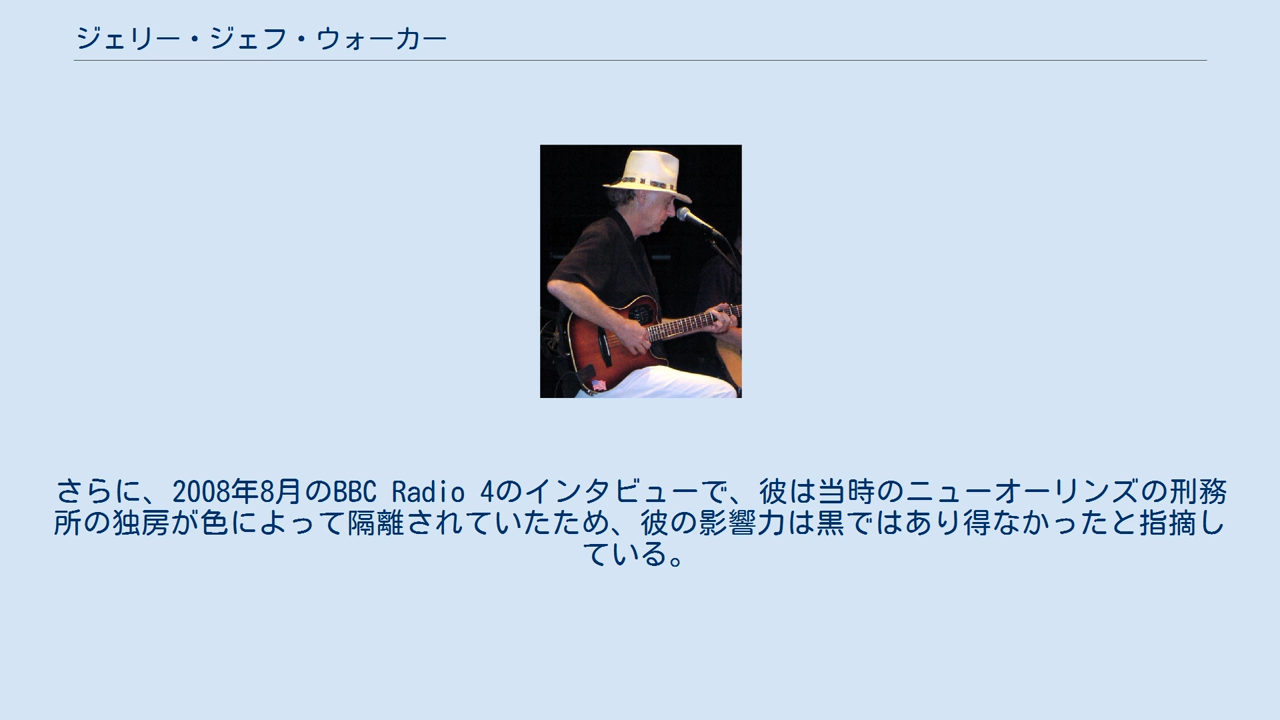 ジェリー・ジェフ・ウォーカー
さらに、2008年8月のBBC Radio 4のインタビューで、彼は当時のニューオーリンズの刑務
所の独房が色によって隔離されていたため、彼の影響力は黒ではあり得なかったと指摘し
ている。